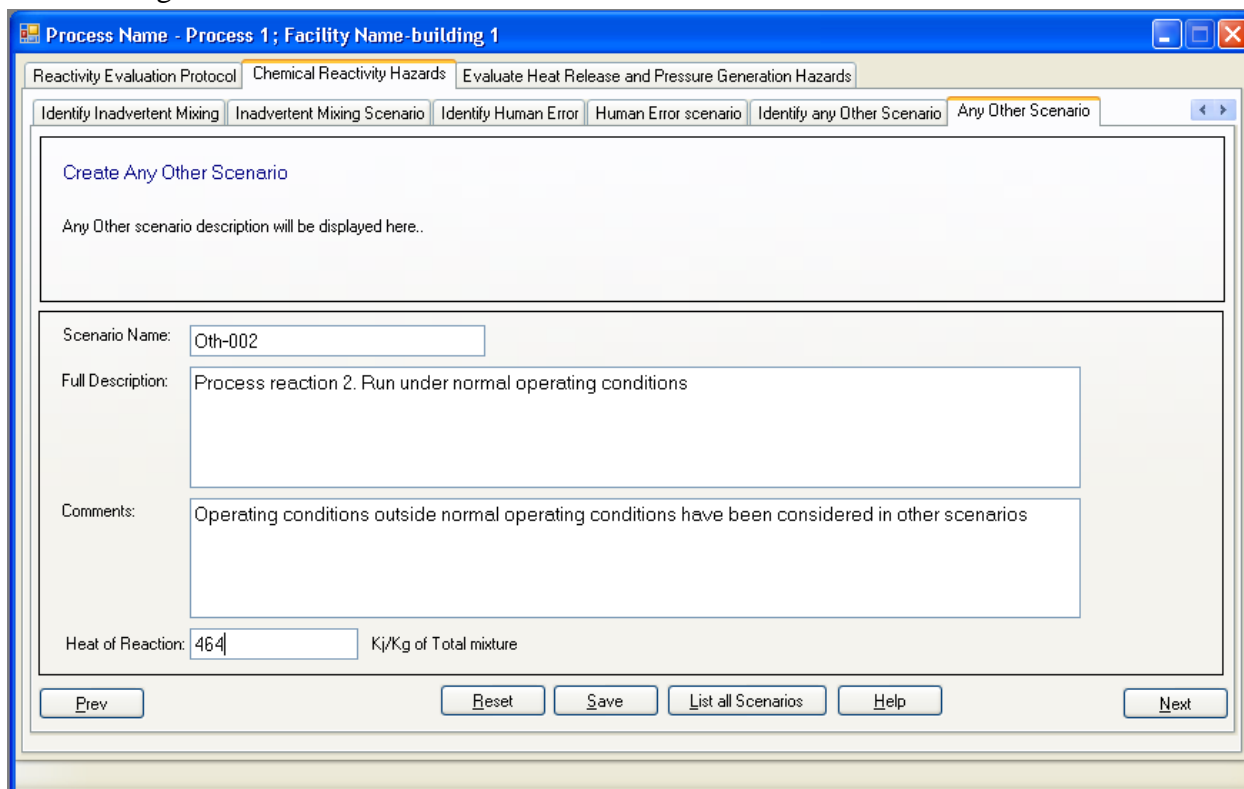 Process Name - Process 1 ; Facility Name-building 1
Reactivity Evaluation Protocol Chemical Reactivity Hazards Evaluate Heat Release and Pressure Generation Hazards
Identify Inadvertent Mixing Inadvertent Mixing Scenario Identify Human Error Human Error scenario Identify any Other Scenario Any Other Scenario
Create Any Other Scenario
Any Other scenario description will be displayed here..
Scenario Name: Oth-002
Full Description: Process reaction 2. Run under normal operating conditions
Comments: Operating conditions outside normal operating conditions have been considered in other scenarios
Heat of Reaction: 464 Kj/Kg of Total mixture
Prev Reset Save List all Scenarios Help Next